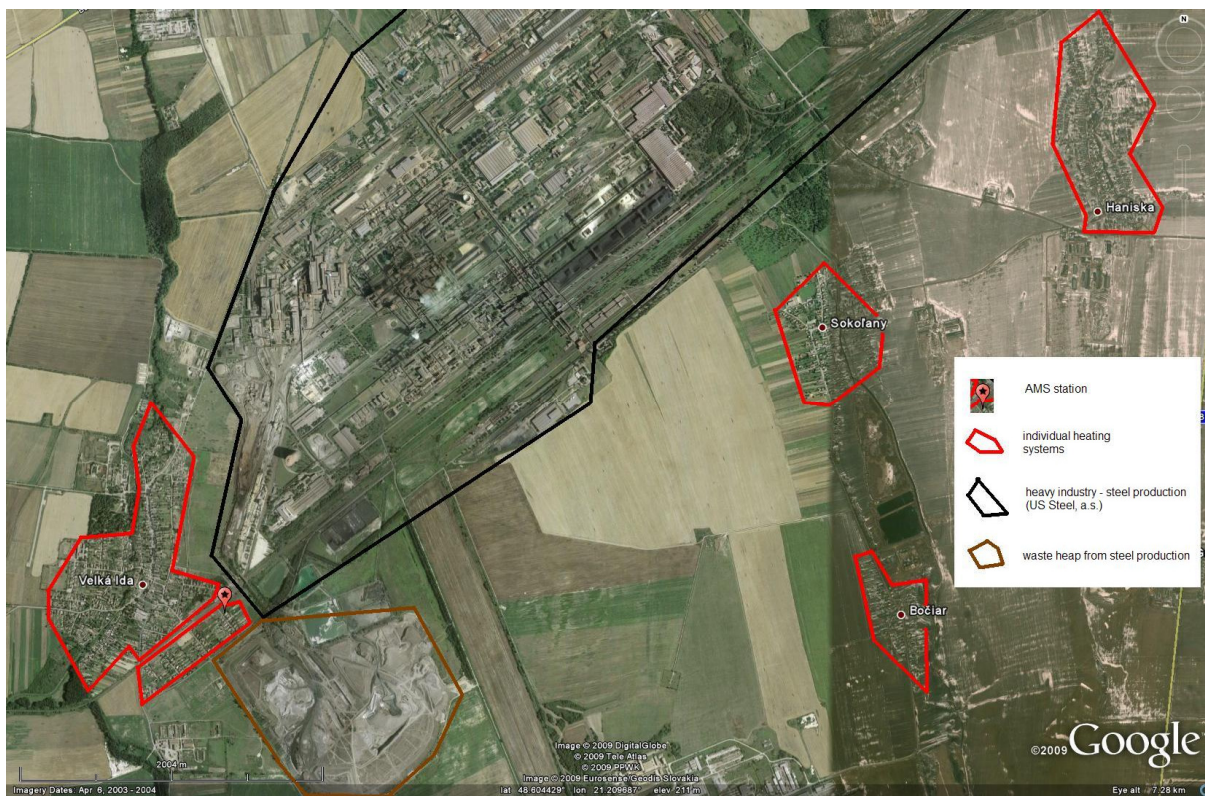 N
Haniska
Sokoľany
AMS station
individual heating
systems
heavy industry - steel production
(US Steel, a.s.)
waste heap from steel production
Velká Ida
Bočiar
2004 m
Image © 2009 DigitalGlobe
© 2009 Tele Atlas
© 2009 PPWK
Image © 2009 Eurosense/Geodis Slovakia
©2009 Google
Imagery Dates: Apr 6, 2003 - 2004
lat 48.604429° lon 21.209687° elev 211 m
Eye alt 7.28 km